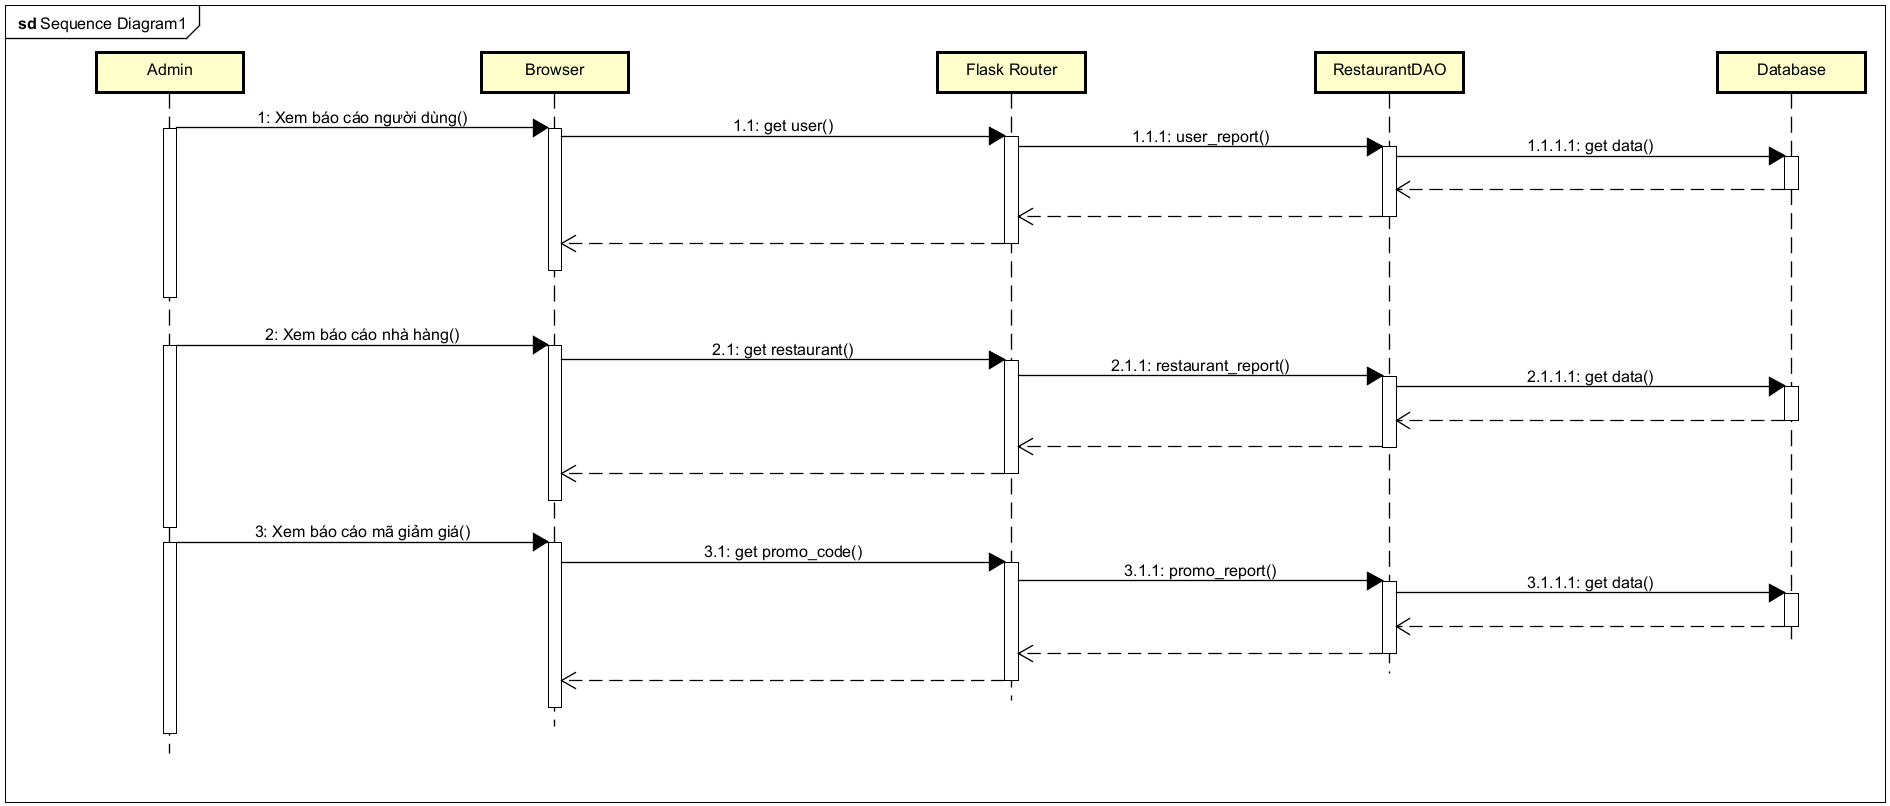 sd Sequence Diagram1
Admin
Browser
Flask Router
RestaurantDAO
Database
1: Xem báo cáo người dùng()
1.1: get user()
1.1.1: user_report()
1.1.1.1: get data()
2: Xem báo cáo nhà hàng()
2.1: get restaurant()
2.1.1: restaurant_report()
2.1.1.1: get data()
3: Xem báo cáo mã giảm giá()
3.1: get promo_code()
3.1.1: promo_report()
3.1.1.1: get data()